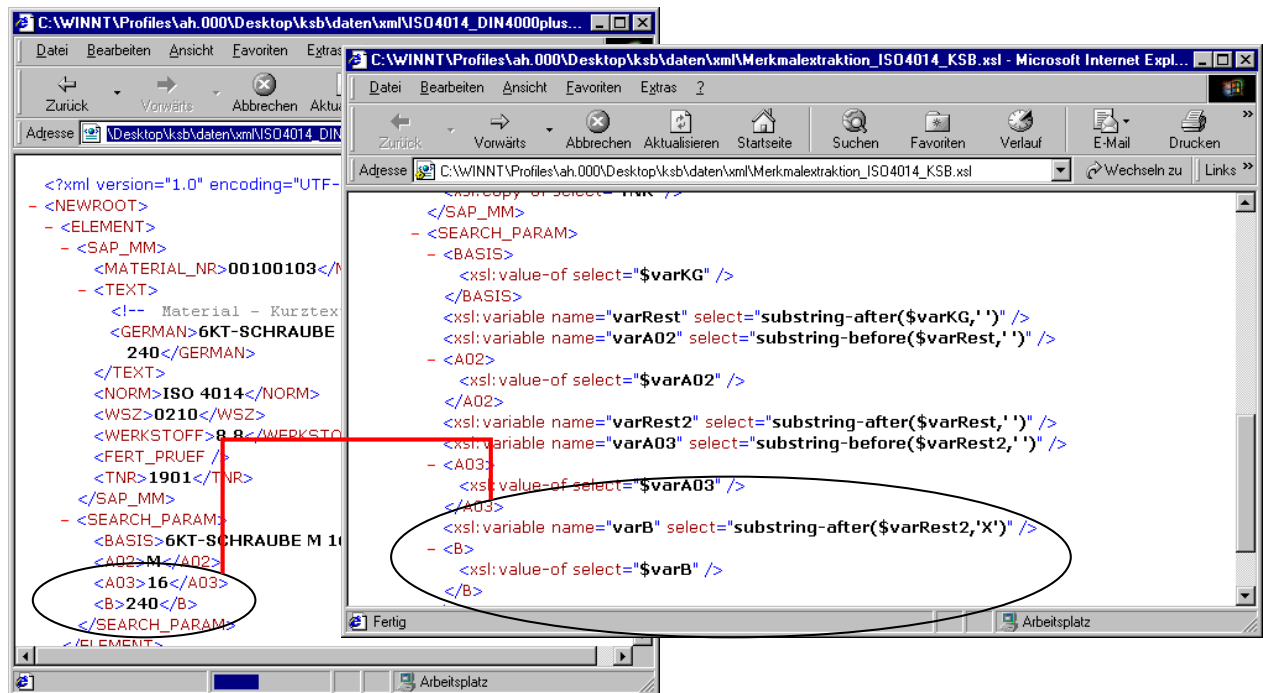 C:\WINNT\Profiles\ah.000\Desktop\ksb\daten\xml\ISO4014_DIN4000plus...
Datei Bearbeiten Ansicht Favoriten Extras
Zurück Vorwärts Abbrechen
Adresse \Desktop\ksb\daten\xml\ISO4014_DIN
<?xml version="1.0" encoding="UTF-
- <NEWROOT>
- <ELEMENT>
- <SAP_MM>
<MATERIAL_NR>00100103</
- <TEXT>
<!-- Material - Kurztex
<GERMAN>6KT-SCHRAUBE
240</GERMAN>
</TEXT>
<NORM>ISO 4014</NORM>
<WSZ>0210</WSZ>
<WERKSTOFF>8.8</WERKSTO
<FERT_PRUEF />
<TNR>1901</TNR>
</SAP_MM>
- <SEARCH_PARAM>
<BASIS>6KT-SCHRAUBE M 16
<A02>M</A02>
<A03>16</A03>
<B>240</B>
</SEARCH_PARAM>
</ELEMENT>
Arbeitsplatz
C:\WINNT\Profiles\ah.000\Desktop\ksb\daten\xml\Merkmalextraktion_ISO4014_KSB.xsl - Microsoft Internet Expl...
Datei Bearbeiten Ansicht Favoriten Extras ?
Zurück Vorwärts Abbrechen Aktualisieren Startseite Suchen Favoriten Verlauf E-Mail Drucken »
Adresse C:\WINNT\Profiles\ah.000\Desktop\ksb\daten\xml\Merkmalextraktion_ISO4014_KSB.xsl Wechseln zu Links »
</SAP_MM>
- <SEARCH_PARAM>
- <BASIS>
<xsl:value-of select="$varKG" />
</BASIS>
<xsl:variable name="varRest" select="substring-after($varKG,' ')" />
<xsl:variable name="varA02" select="substring-before($varRest,' ')" />
- <A02>
<xsl:value-of select="$varA02" />
</A02>
<xsl:variable name="varRest2" select="substring-after($varRest,' ')" />
<xsl:variable name="varA03" select="substring-before($varRest2,' ')" />
- <A03>
<xsl:value-of select="$varA03" />
</A03>
<xsl:variable name="varB" select="substring-after($varRest2,'X')" />
- <B>
<xsl:value-of select="$varB" />
</B>
Fertig Arbeitsplatz